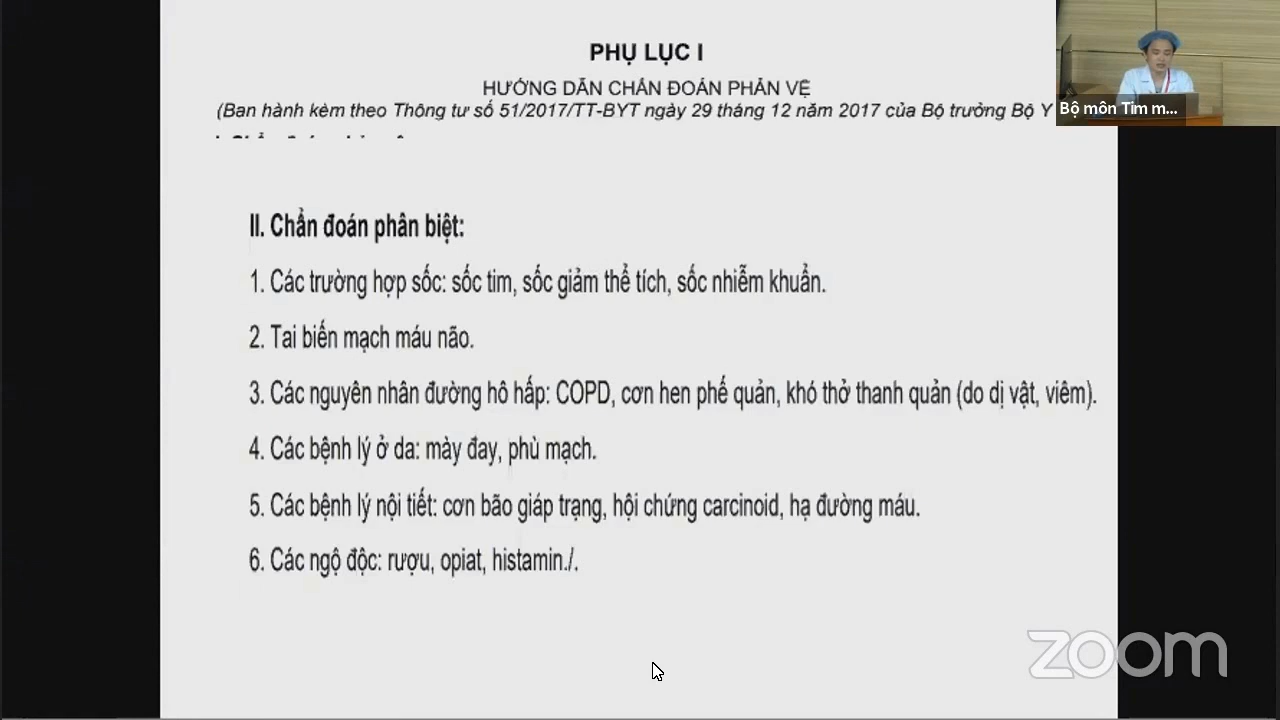 PHỤ LỤC I
HƯỚNG DẪN CHẨN ĐOÁN PHẢN VỆ
(Ban hành kèm theo Thông tư số 51/2017/TT-BYT ngày 29 tháng 12 năm 2017 của Bộ trưởng Bộ Y
Bộ môn Tim m...
II. Chẩn đoán phân biệt:
1. Các trường hợp sốc: sốc tim, sốc giảm thể tích, sốc nhiễm khuẩn.
2. Tai biến mạch máu não.
3. Các nguyên nhân đường hô hấp: COPD, cơn hen phế quản, khó thở thanh quản (do dị vật, viêm).
4. Các bệnh lý ở da: mày đay, phù mạch.
5. Các bệnh lý nội tiết: cơn bão giáp trạng, hội chứng carcinoid, hạ đường máu.
6. Các ngộ độc: rượu, opiat, histamin./.
zoom